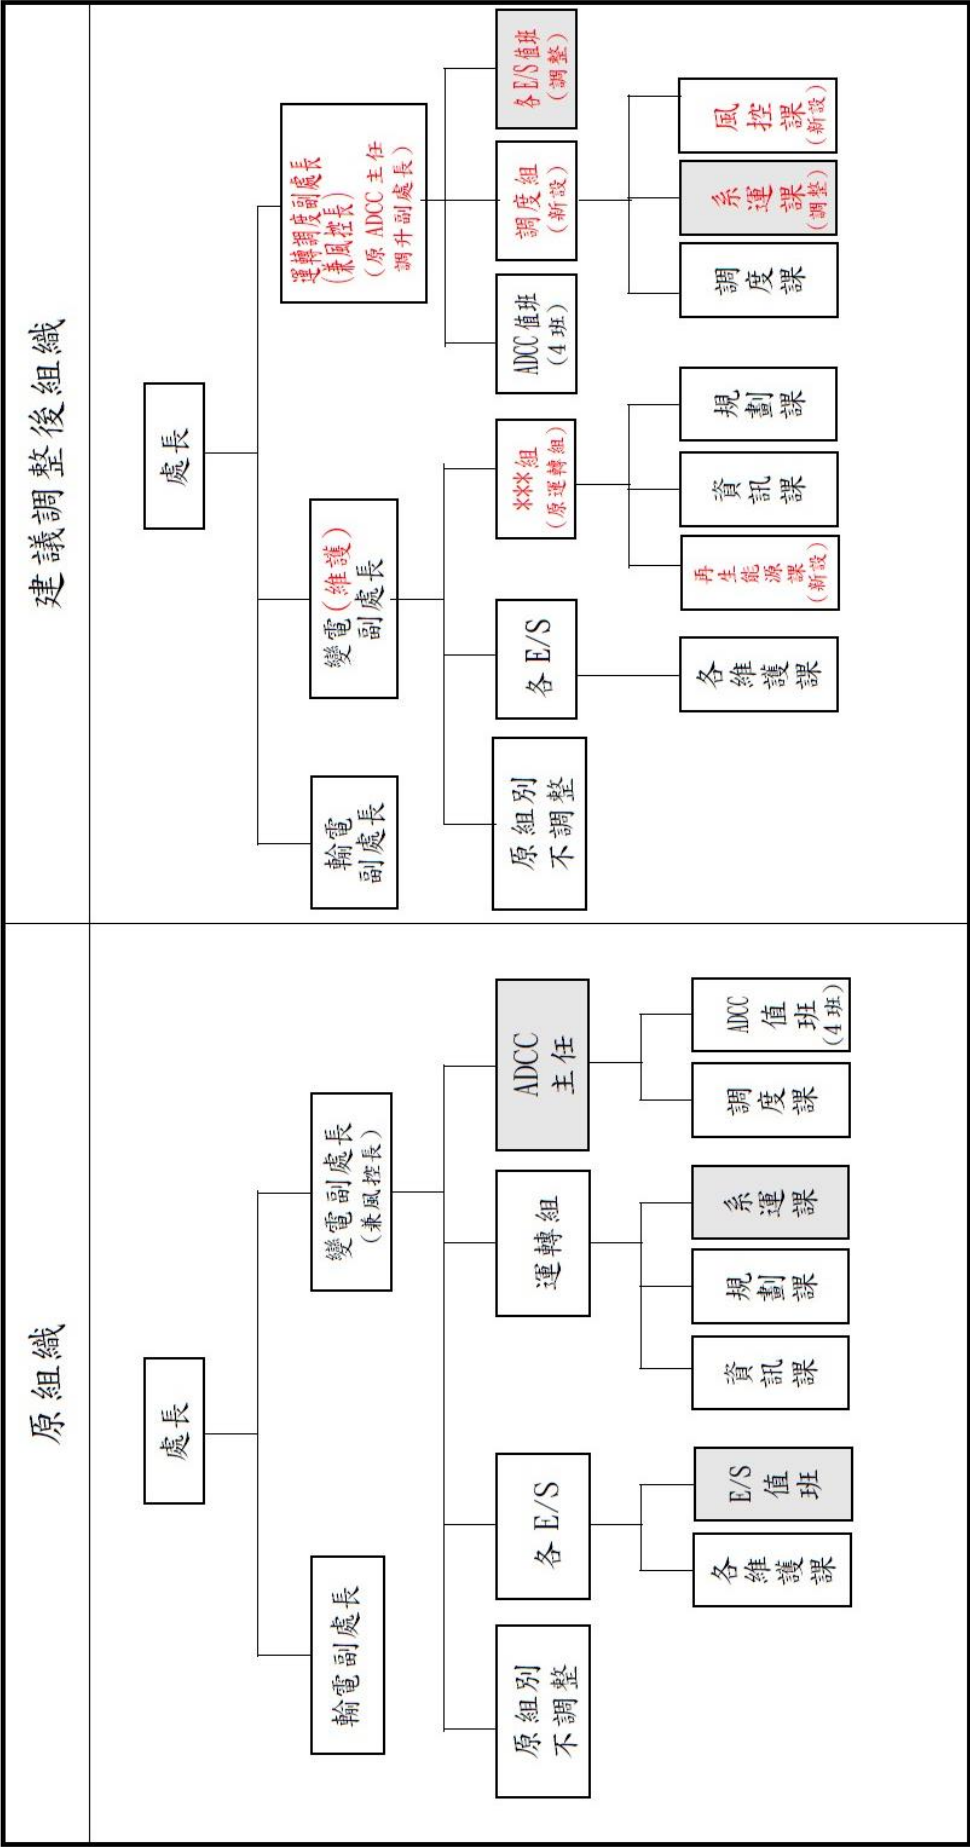 原組織
處長
輸電副處長
變電副處長
(兼風控長)
原組別
不調整
各E/S
運轉組
ADCC
主任
各
維護
課
E/S
值
班
資
訊
課
規
劃
課
系
運
課
調
度
課
ADCC
值
班
(4班)
建議調整後組織
處長
輸電
副處長
變電(維護)
副處長
運轉調度副處長
(兼風控長)
(原 ADCC 主任
調升副處長)
原組別
不調整
各E/S
***組
(原運轉組)
ADCC 值班
(4班)
調度組
(新設)
各E/S值班
(調整)
各
維護
課
再
生
能
源
課
(新設)
資
訊
課
規
劃
課
調
度
課
系
運
課
(調整)
風
控
課
(新設)